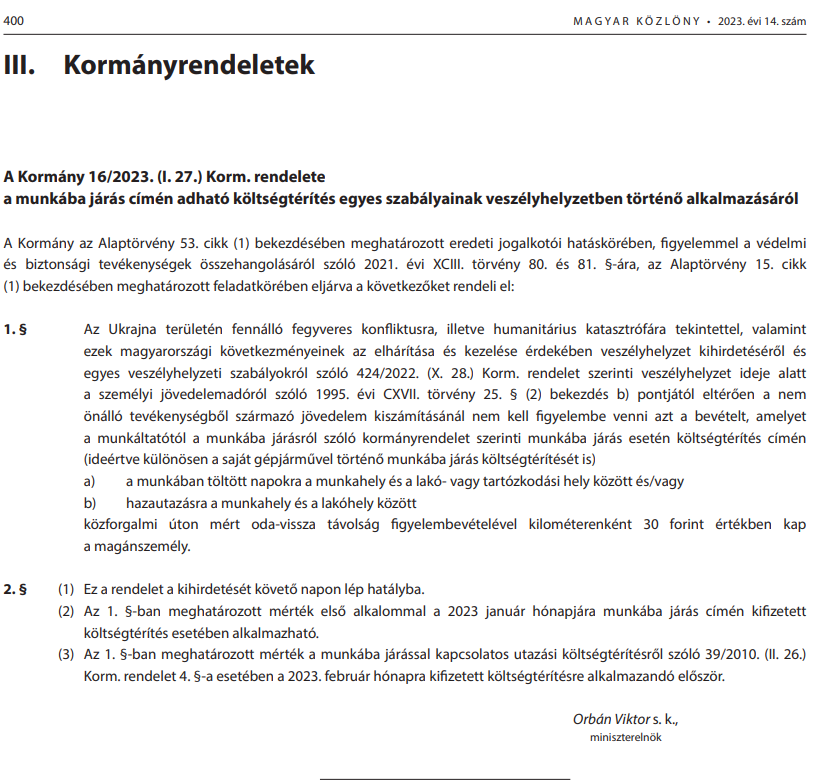 400
MAGYAR KÖZLÖNY • 2023. évi 14. szám
III. Kormányrendeletek
A Kormány 16/2023. (I. 27.) Korm. rendelete
a munkába járás címén adható költségtérítés egyes szabályainak veszélyhelyzetben történő alkalmazásáról
A Kormány az Alaptörvény 53. cikk (1) bekezdésében meghatározott eredeti jogalkotói hatáskörében, figyelemmel a védelmi
és biztonsági tevékenységek összehangolásáról szóló 2021. évi XCIII. törvény 80. és 81. §-ára, az Alaptörvény 15. cikk
(1) bekezdésében meghatározott feladatkörében eljárva a következőket rendeli el:
1. § Az Ukrajna területén fennálló fegyveres konfliktusra, illetve humanitárius katasztrófára tekintettel, valamint
ezek magyarországi következményeinek az elhárítása és kezelése érdekében veszélyhelyzet kihirdetéséről és
egyes veszélyhelyzeti szabályokról szóló 424/2022. (X. 28.) Korm. rendelet szerinti veszélyhelyzet ideje alatt
a személyi jövedelemadóról szóló 1995. évi CXVII. törvény 25. § (2) bekezdés b) pontjától eltérően a nem
önálló tevékenységből származó jövedelem kiszámításánál nem kell figyelembe venni azt a bevételt, amelyet
a munkáltatótól a munkába járásról szóló kormányrendelet szerinti munkába járás esetén költségtérítés címén
(ideértve különösen a saját gépjárművel történő munkába járás költségtérítését is)
a) a munkában töltött napokra a munkahely és a lakó- vagy tartózkodási hely között és/vagy
b) hazautazásra a munkahely és a lakóhely között
közforgalmi úton mért oda-vissza távolság figyelembevételével kilométerenként 30 forint értékben kap
a magánszemély.
2. § (1) Ez a rendelet a kihirdetését követő napon lép hatályba.
(2) Az 1. §-ban meghatározott mérték első alkalommal a 2023 január hónapjára munkába járás címén kifizetett
költségtérítés esetében alkalmazható.
(3) Az 1. §-ban meghatározott mérték a munkába járással kapcsolatos utazási költségtérítésről szóló 39/2010. (II. 26.)
Korm. rendelet 4. §-a esetében a 2023. február hónapra kifizetett költségtérítésre alkalmazandó először.
Orbán Viktor s. k.,
miniszterelnök